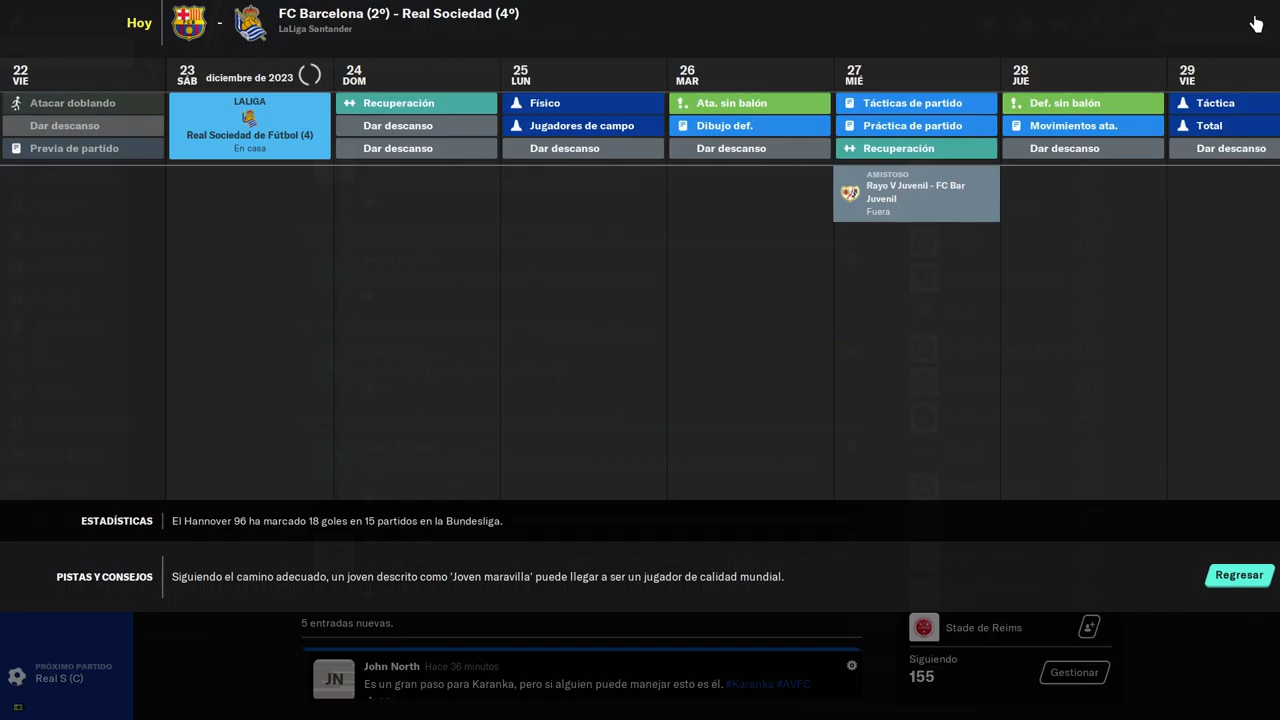 Hoy
FC Barcelona (2º) - Real Sociedad (4º)
LaLiga Santander
22
VIE
23
SÁB
diciembre de 2023
24
DOM
25
LUN
26
MAR
27
MIÉ
28
JUE
29
VIE
Atacar doblando
Dar descanso
Previa de partido
LALIGA
Real Sociedad de Fútbol (4)
En casa
Recuperación
Dar descanso
Dar descanso
Físico
Jugadores de campo
Dar descanso
Ata. sin balón
Dibujo def.
Dar descanso
Tácticas de partido
Práctica de partido
Recuperación
Def. sin balón
Movimientos ata.
Dar descanso
Táctica
Total
Dar descanso
AMISTOSO
Rayo V Juvenil - FC Bar
Juvenil
Fuera
ESTADÍSTICAS
El Hannover 96 ha marcado 18 goles en 15 partidos en la Bundesliga.
PISTAS Y CONSEJOS
Siguiendo el camino adecuado, un joven descrito como 'Joven maravilla' puede llegar a ser un jugador de calidad mundial.
Regresar
5 entradas nuevas.
Stade de Reims
PRÓXIMO PARTIDO
Real S (C)
JN
John North Hace 36 minutos
Es un gran paso para Karanka, pero si alguien puede manejar esto es él. #Karanka #AVFC
Siguiendo
155
Gestionar